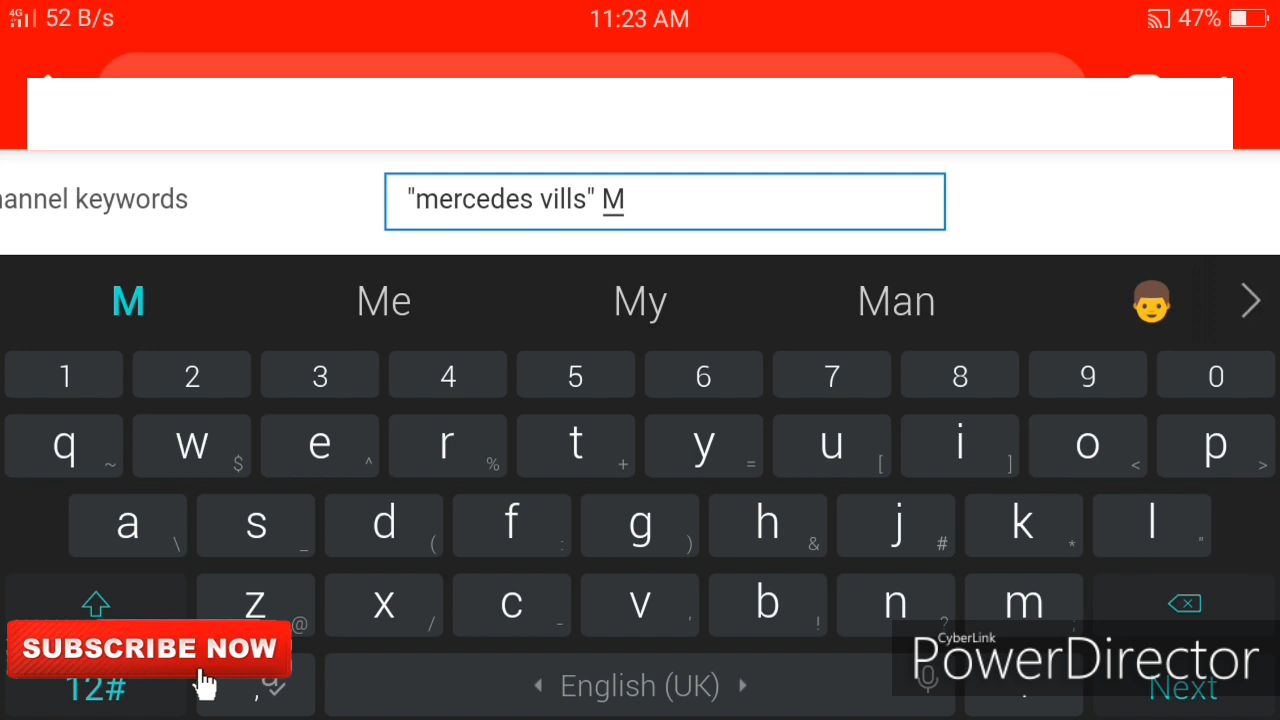 4G 52 B/s 11:23 AM 47%
annel keywords "mercedes vills" M
M Me My Man
1 2 3 4 5 6 7 8 9 0
q ~ w $ e ^ r % t + y = u [ i ] o < p >
a \ s _ d ( f : g ) h & j # k * l "
z @ x / c - v ' b ! n ? m ;
SUBSCRIBE NOW
CyberLink
PowerDirector
12# , English (UK) . Next